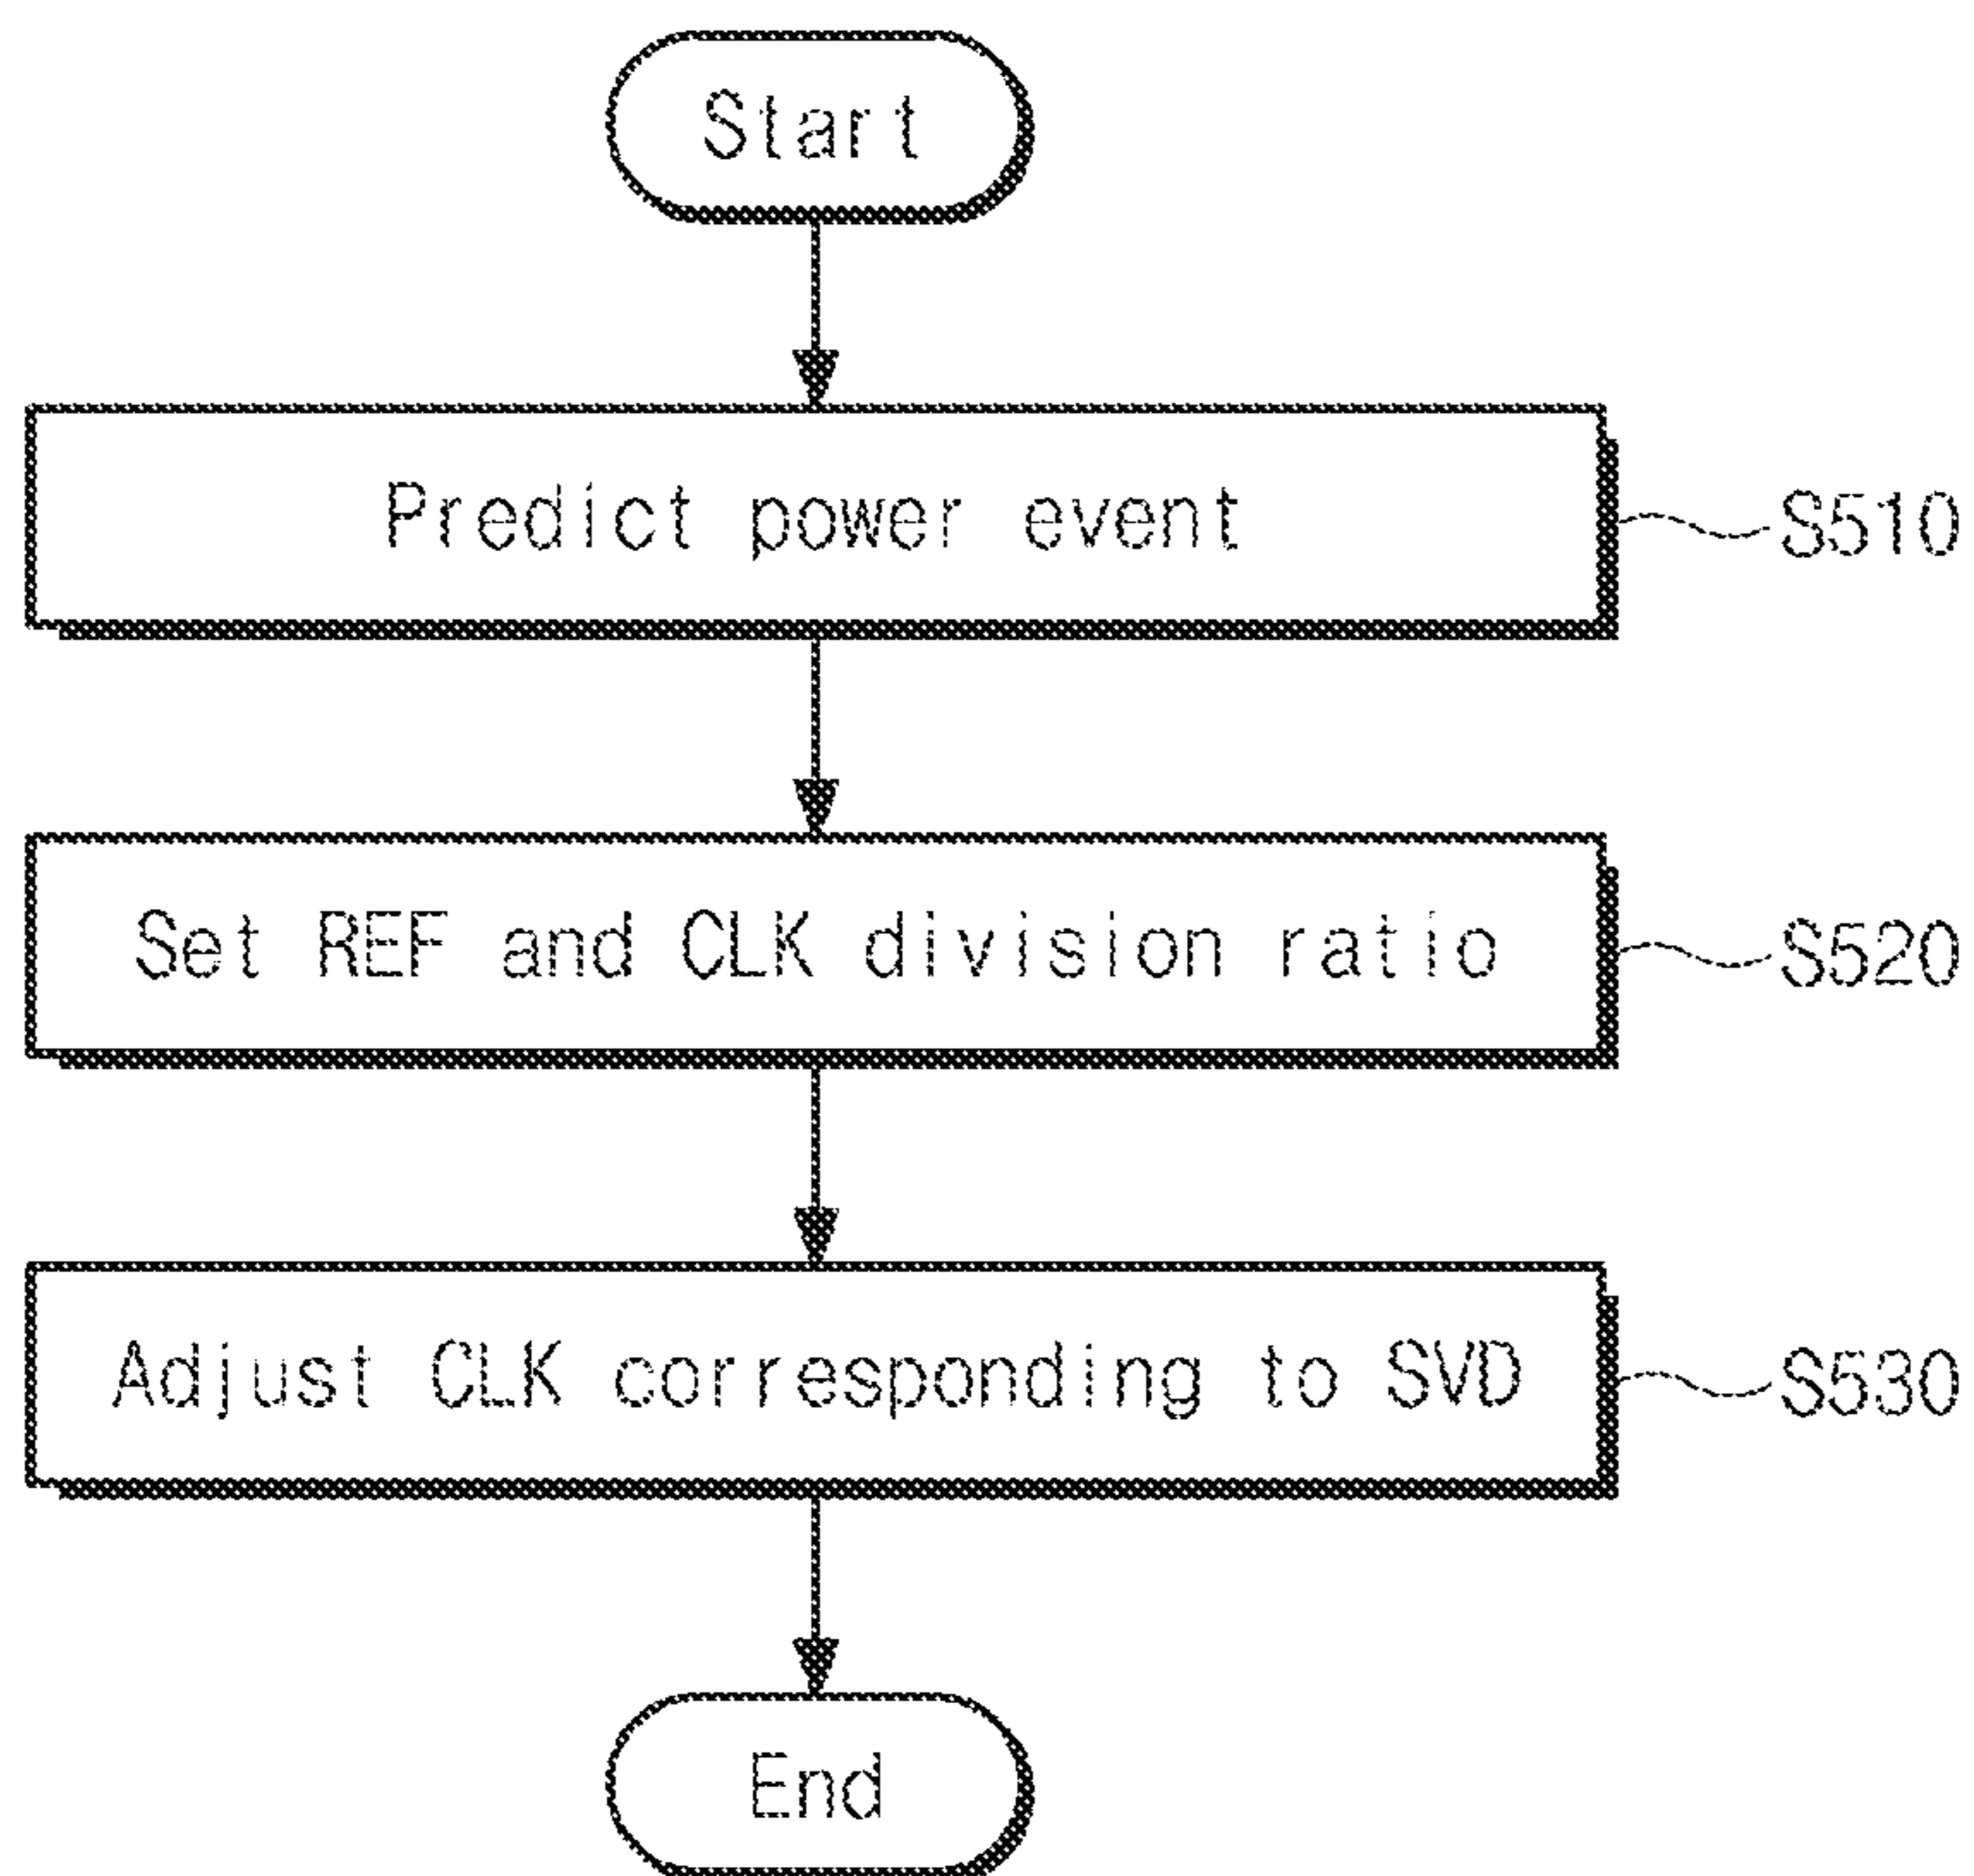 Start
Predict power event
S510
Set REF and CLK division ratio
S520
Adjust CLK corresponding to SVD
S530
End